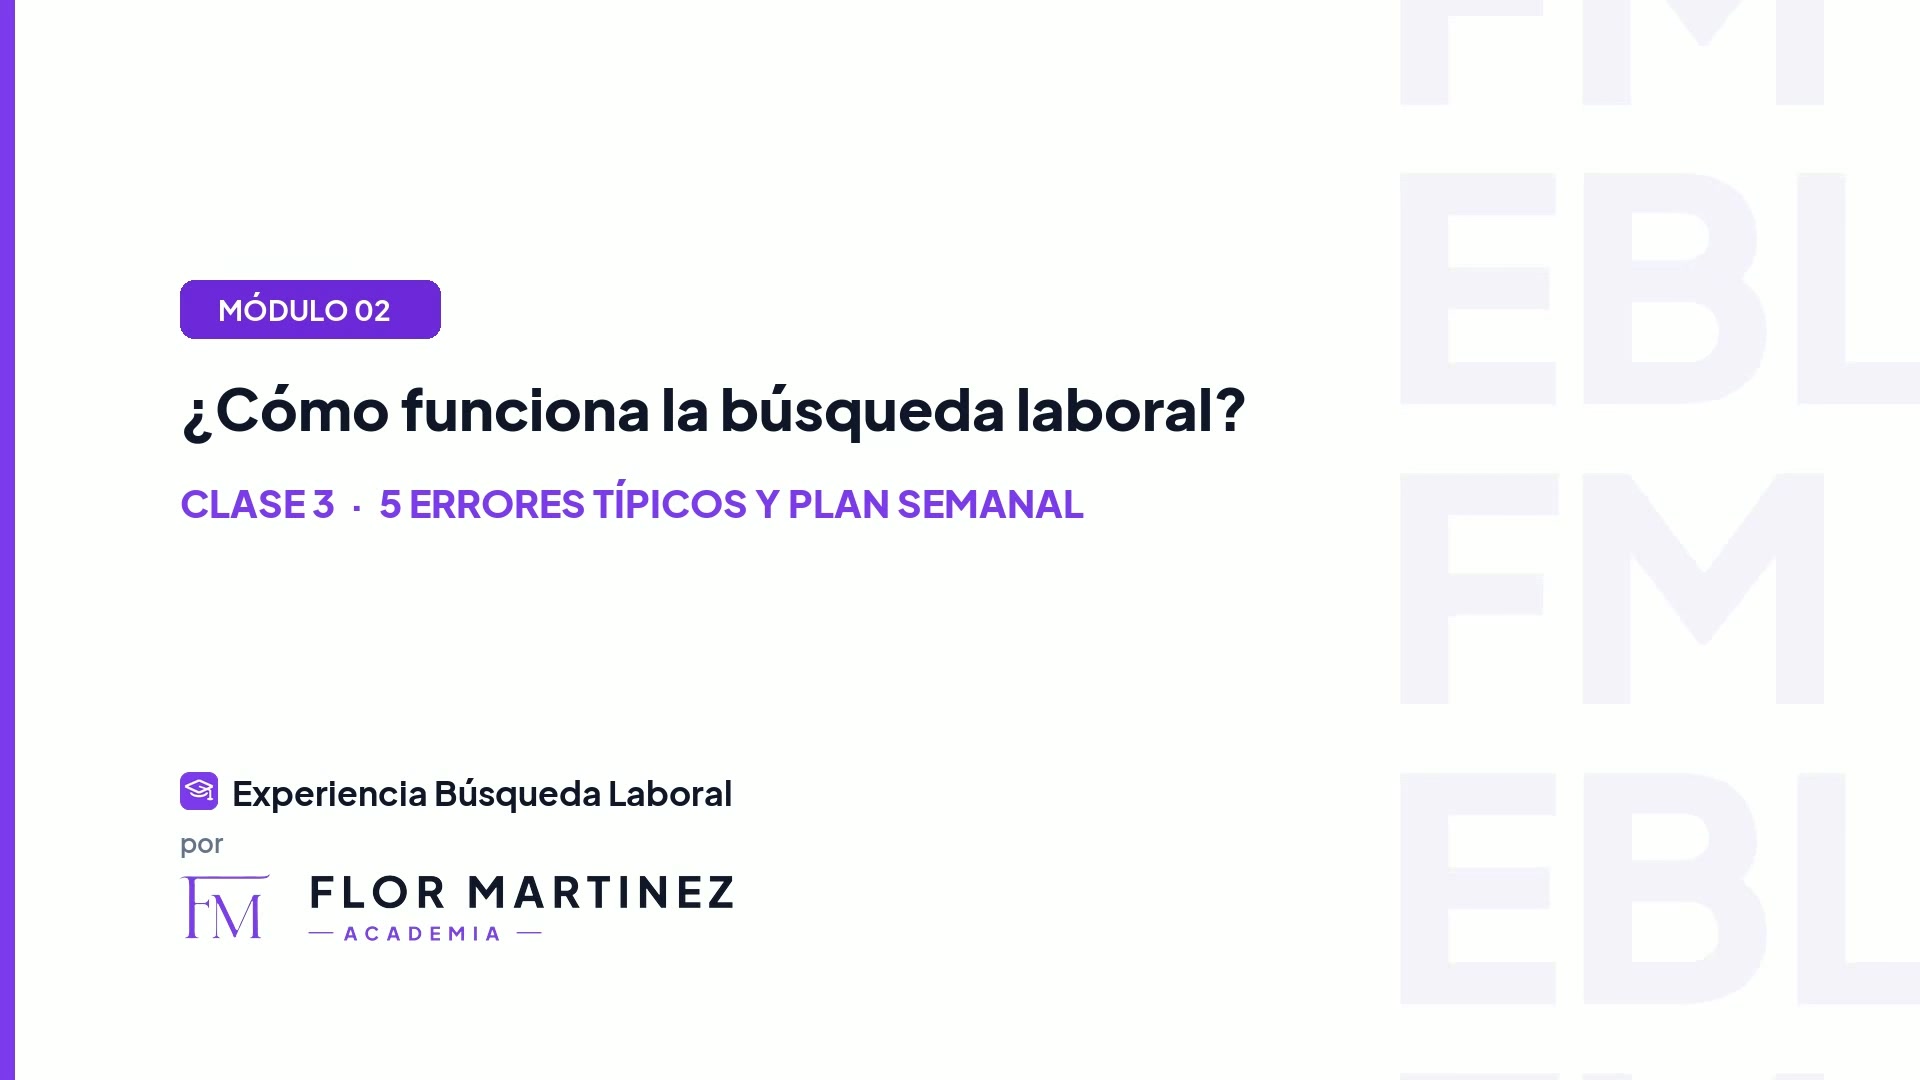 MÓDULO 02
¿Cómo funciona la búsqueda laboral?
CLASE 3 · 5 ERRORES TÍPICOS Y PLAN SEMANAL
Experiencia Búsqueda Laboral
por
FM
FLOR MARTINEZ
— ACADEMIA —
FM
EBL
FM
EBL